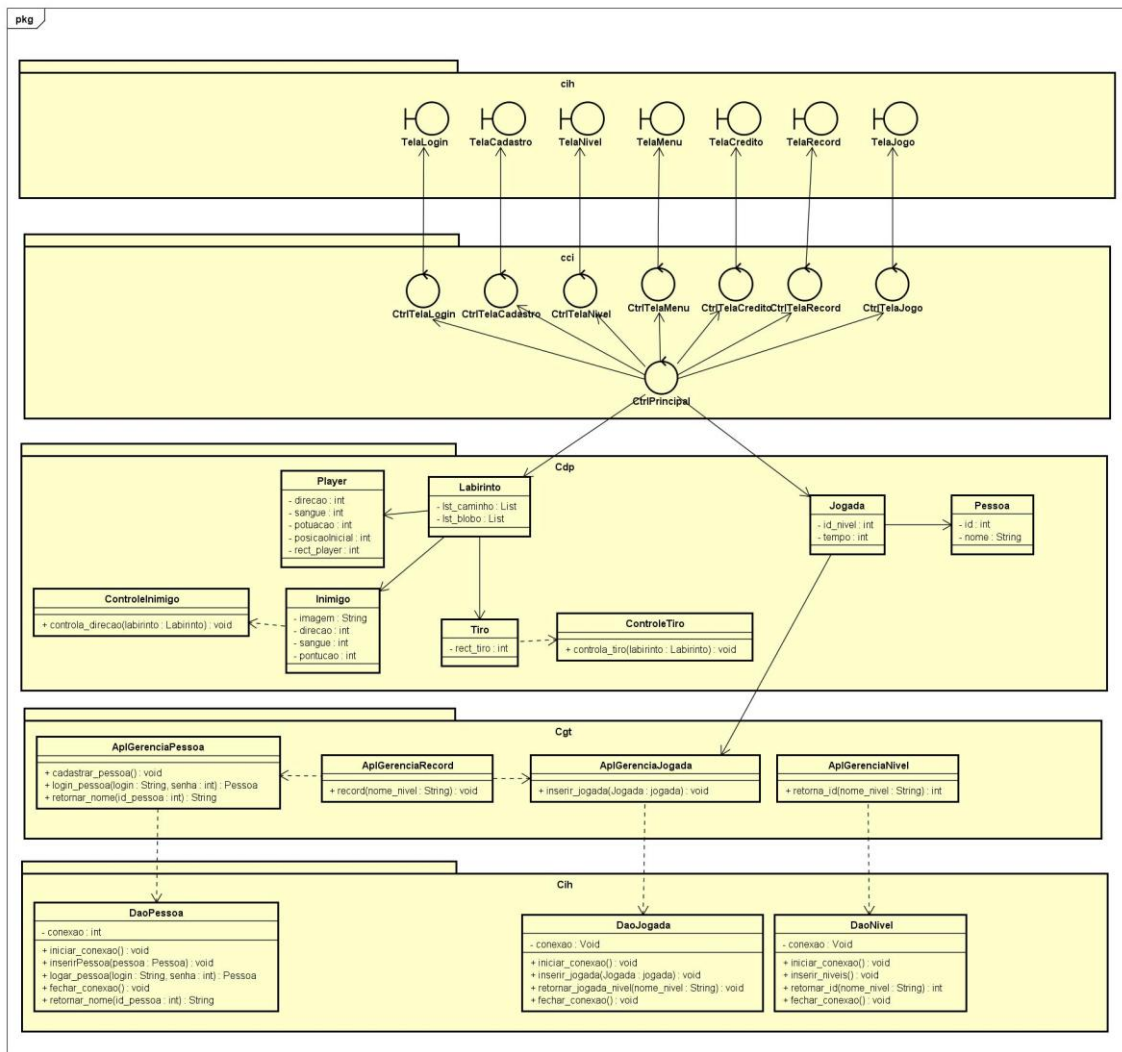 pkg
cih
TelaLogin
TelaCadastro
TelaNivel
TelaMenu
TelaCredito
TelaRecord
TelaJogo
cci
CtrlTelaLogin
CtrlTelaCadastro
CtrlTelaNivel
CtrlTelaMenu
CtrlTelaCredito
CtrlTelaRecord
CtrlTelaJogo
CtrlPrincipal
Cdp
Player
- direcao : int
- sangue : int
- potuacao : int
- posicaoInicial : int
- rect_player : int
Labirinto
- lst_caminho : List
- lst_blobo : List
Jogada
- id_nivel : int
- tempo : int
Pessoa
- id : int
- nome : String
ControleInimigo
+ controla_direcao(labirinto : Labirinto) : void
Inimigo
- imagem : String
- direcao : int
- sangue : int
- pontucao : int
Tiro
- rect_tiro : int
ControleTiro
+ controla_tiro(labirinto : Labirinto) : void
Cgt
AplGerenciaPessoa
+ cadastrar_pessoa() : void
+ login_pessoa(login : String, senha : int) : Pessoa
+ retornar_nome(id_pessoa : int) : String
AplGerenciaRecord
+ record(nome_nivel : String) : void
AplGerenciaJogada
+ inserir_jogada(Jogada : jogada) : void
AplGerenciaNivel
+ retorna_id(nome_nivel : String) : int
Cih
DaoPessoa
- conexao : int
+ iniciar_conexao() : void
+ inserirPessoa(pessoa : Pessoa) : void
+ logar_pessoa(login : String, senha : int) : Pessoa
+ fechar_conexao() : void
+ retornar_nome(id_pessoa : int) : String
DaoJogada
- conexao : Void
+ iniciar_conexao() : void
+ inserir_jogada(Jogada : jogada) : void
+ retornar_jogada_nivel(nome_nivel : String) : void
+ fechar_conexao() : void
DaoNivel
- conexao : Void
+ iniciar_conexao() : void
+ inserir_niveis() : void
+ retornar_id(nome_nivel : String) : int
+ fechar_conexao() : void